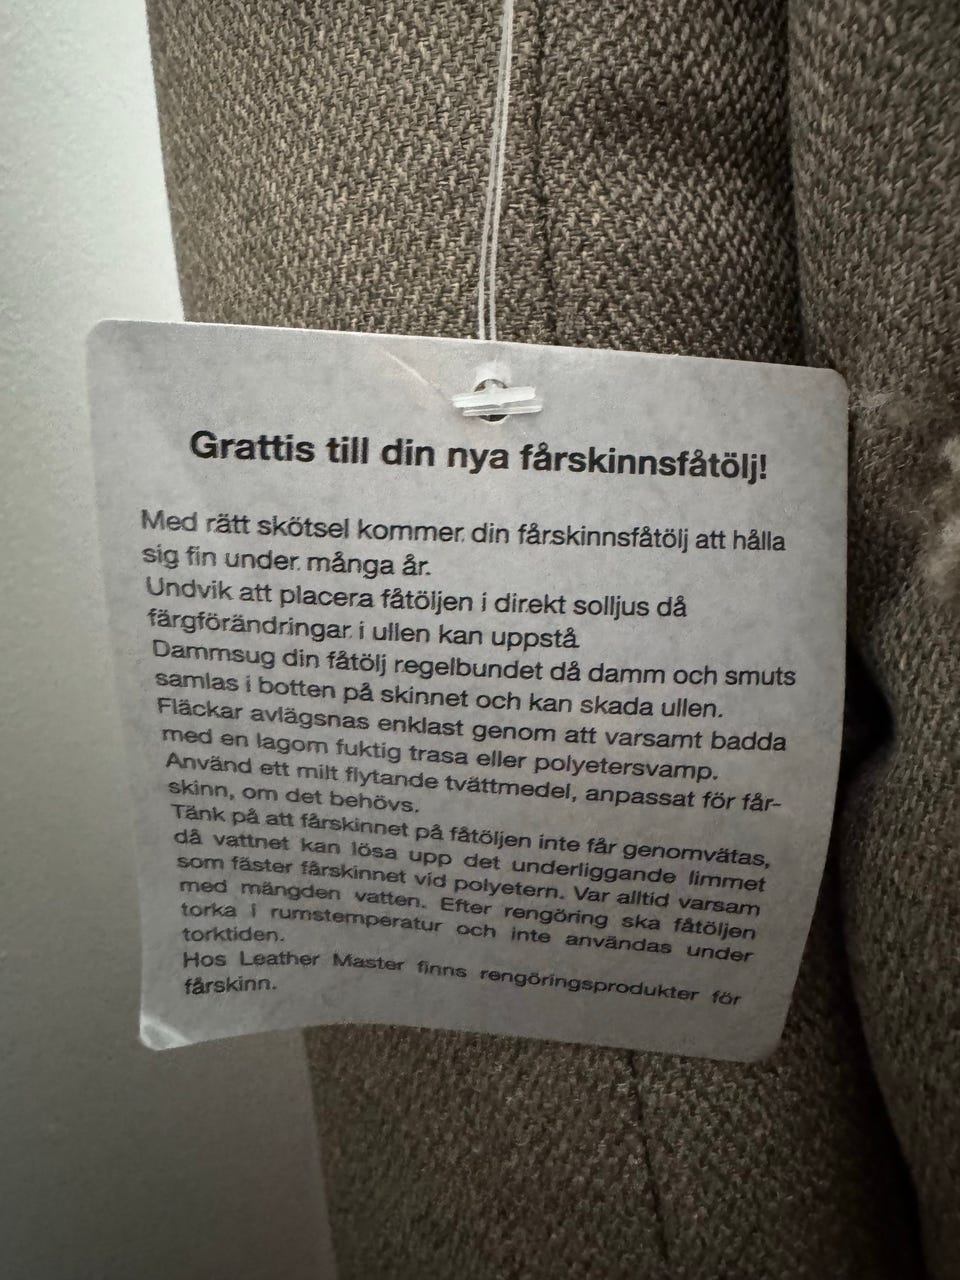 Grattis till din nya fårskinnsfåtölj!
Med rätt skötsel kommer din fårskinnsfåtölj att hålla
sig fin under många år.
Undvik att placera fåtöljen i direkt solljus då
färgförändringar i ullen kan uppstå
Dammsug din fåtölj regelbundet då damm och smuts
samlas i botten på skinnet och kan skada ullen.
Fläckar avlägsnas enklast genom att varsamt badda
med en lagom fuktig trasa eller polyetersvamp.
Använd ett milt flytande tvättmedel, anpassat för får-
skinn, om det behövs.
Tänk på att fårskinnet på fåtöljen inte får genomvätas,
då vattnet kan lösa upp det underliggande limmet
som fäster fårskinnet vid polyetern. Var alltid varsam
med mängden vatten. Efter rengöring ska fåtöljen
torka i rumstemperatur och inte användas under
torktiden.
Hos Leather Master finns rengöringsprodukter för
fårskinn.